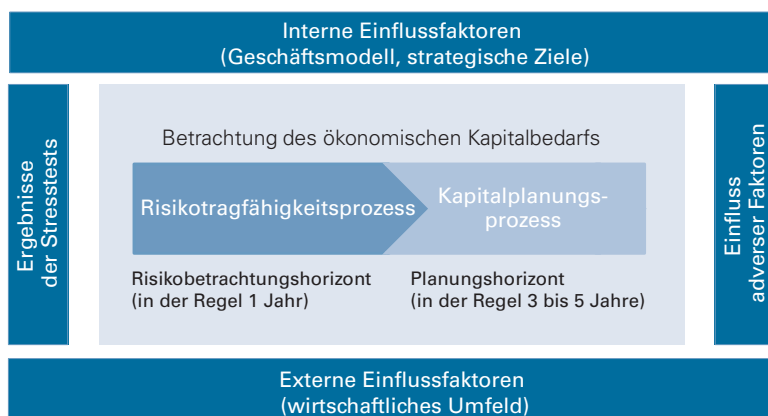 Interne Einflussfaktoren
(Geschäftsmodell, strategische Ziele)
Ergebnisse
der Stresstests
Betrachtung des ökonomischen Kapitalbedarfs
Risikotragfähigkeitsprozess
Kapitalplanungs-
prozess
Risikobetrachtungshorizont
(in der Regel 1 Jahr)
Planungshorizont
(in der Regel 3 bis 5 Jahre)
Einfluss
adverser Faktoren
Externe Einflussfaktoren
(wirtschaftliches Umfeld)